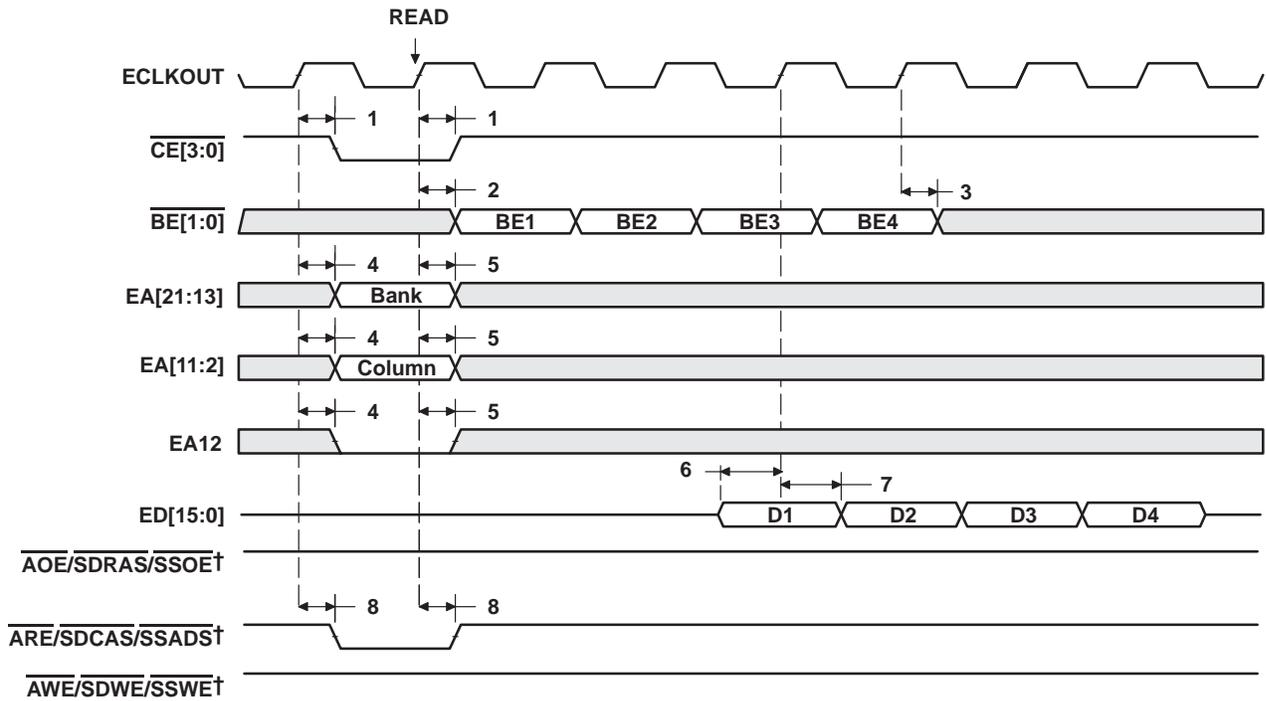 READ
ECLKOUT
1 1
CE[3:0]
2 3
BE[1:0] BE1 BE2 BE3 BE4
4 5
EA[21:13] Bank
4 5
EA[11:2] Column
4 5
EA12
6 7
ED[15:0] D1 D2 D3 D4
AOE/SDRAS/SSOE†
8 8
ARE/SDCAS/SSADS†
AWE/SDWE/SSWE†